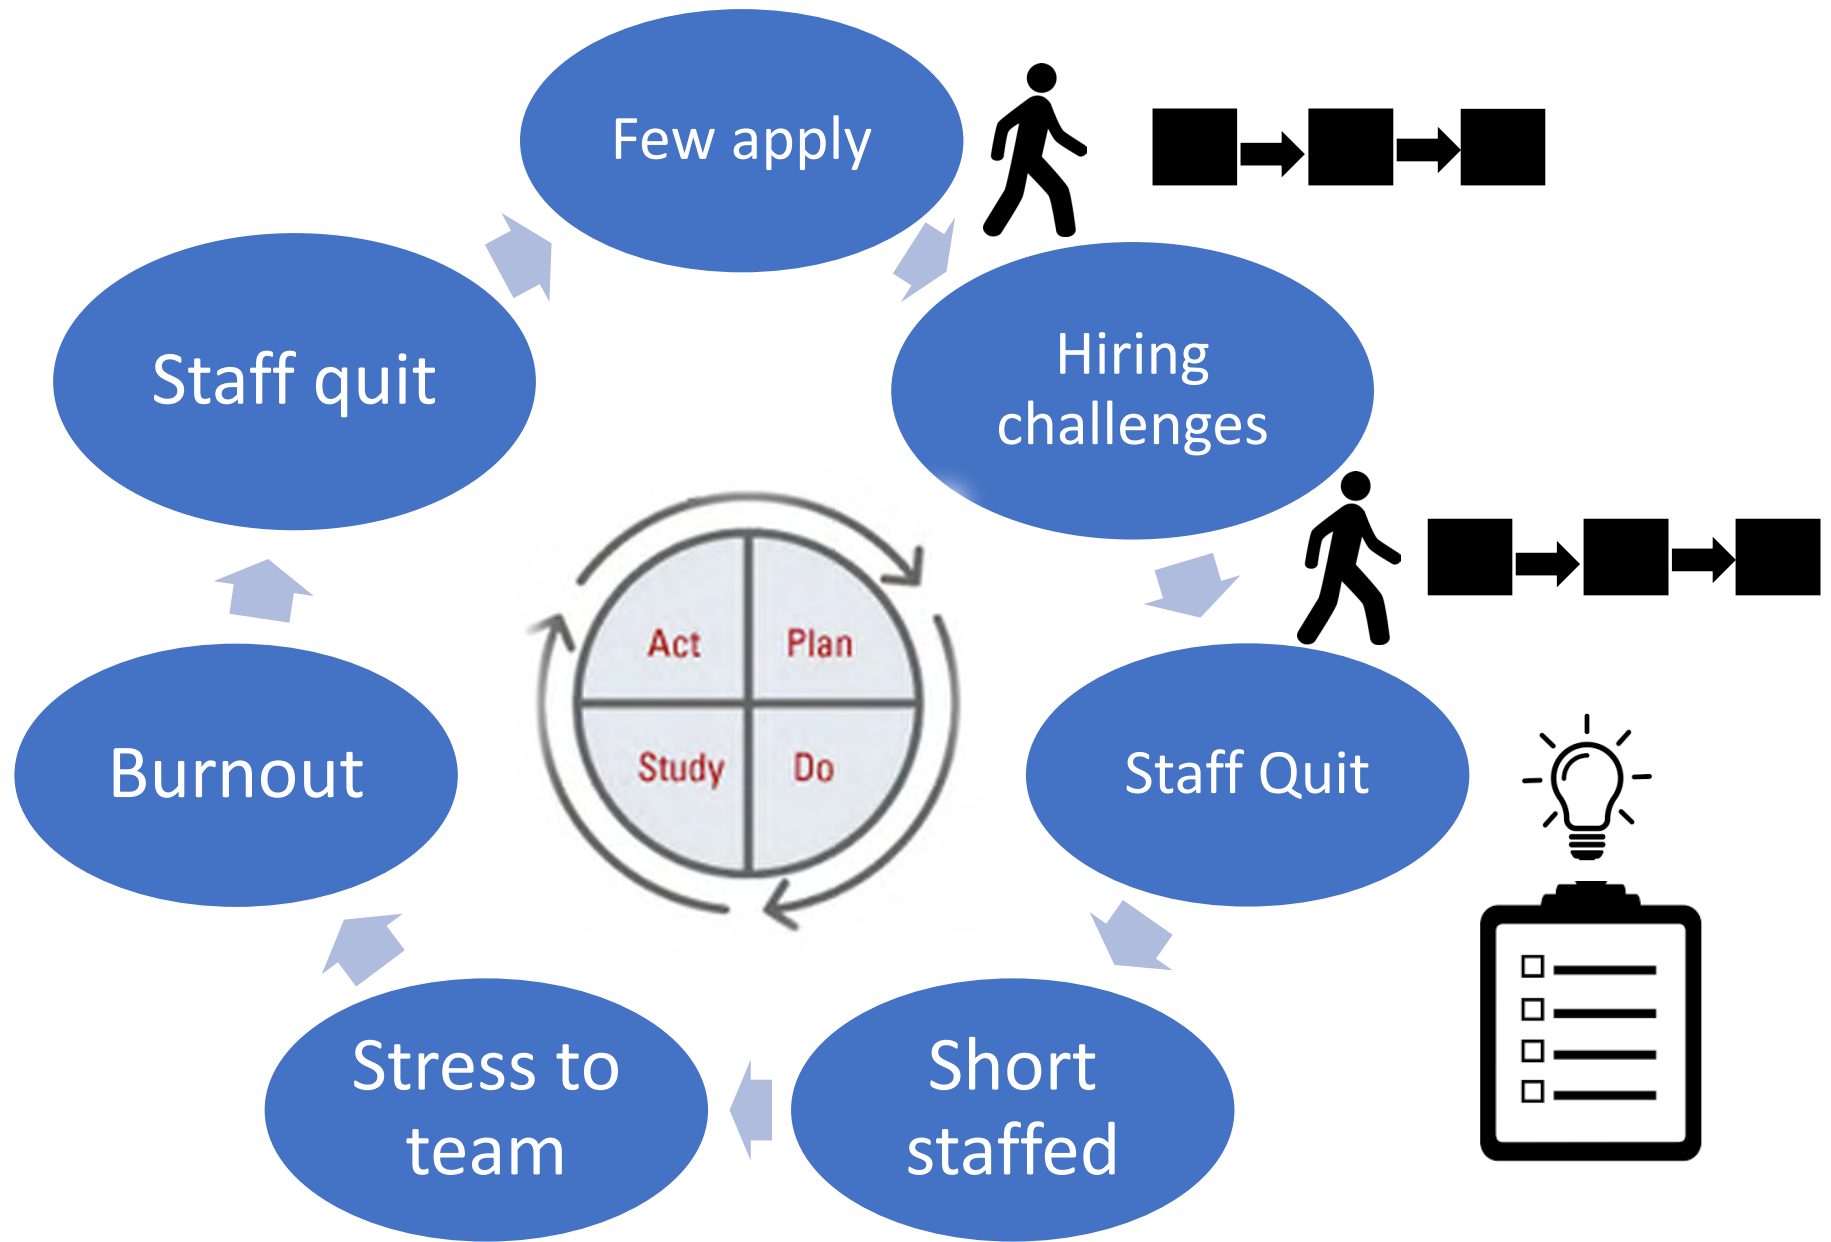 Few apply
Hiring
challenges
Staff Quit
Short
staffed
Stress to
team
Burnout
Staff quit
Act
Plan
Study
Do